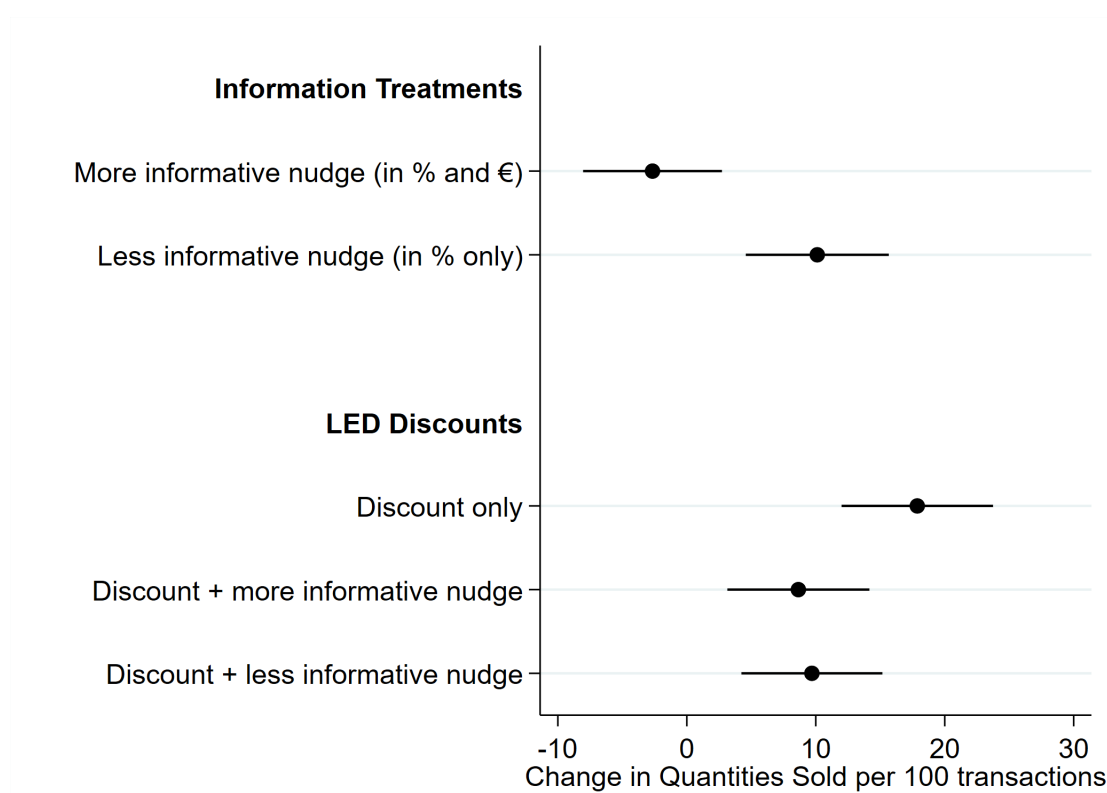 Information Treatments
More informative nudge (in % and €)
Less informative nudge (in % only)
LED Discounts
Discount only
Discount + more informative nudge
Discount + less informative nudge
-10 0 10 20 30
Change in Quantities Sold per 100 transactions